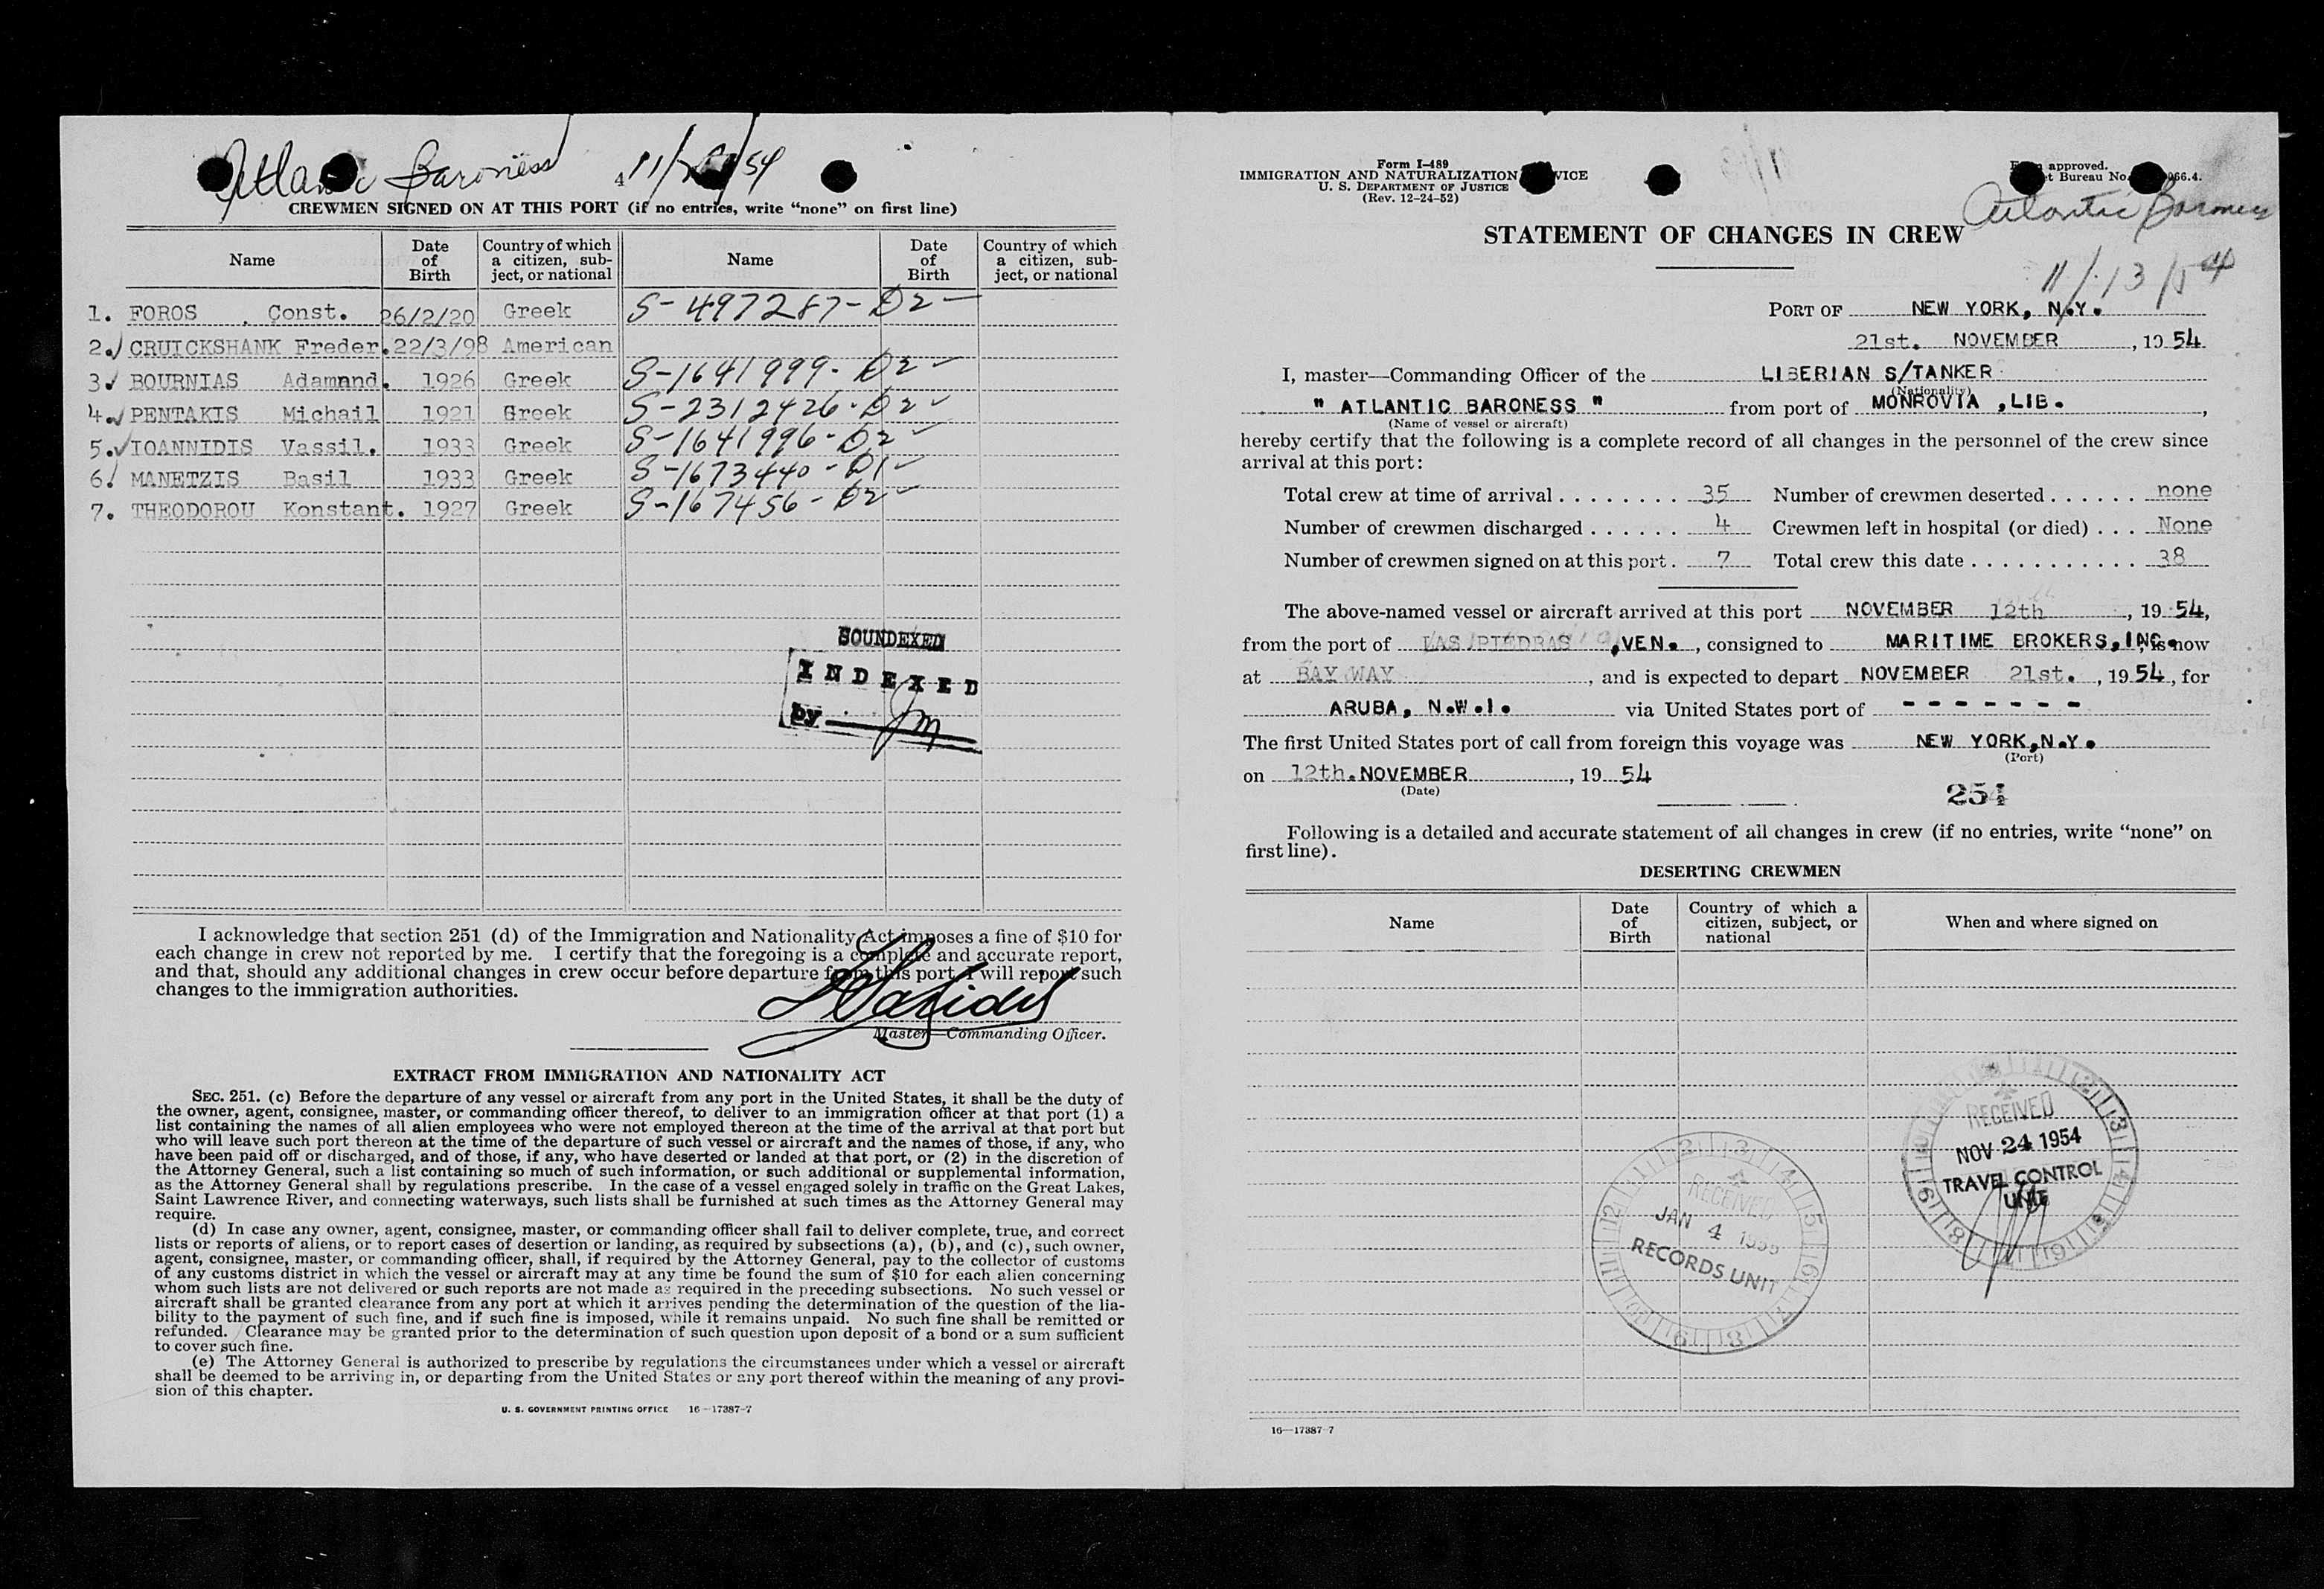 Atlantic Baroness 11/ /54
CREWMEN SIGNED ON AT THIS PORT (if no entries, write “none” on first line)
Name Date of Birth Country of which a citizen, subject, or national Name Date of Birth Country of which a citizen, subject, or national
1. FOROS . Const. 26/2/20 Greek S-497287-D2-
2. CRUICKSHANK Freder. 22/3/98 American
3. BOURNIAS Adamnnd. 1926 Greek S-1641999-D2
4. PENTAKIS Michail 1921 Greek S-2312426-D2
5. IOANNIDIS Vassil. 1933 Greek S-1641996-D2
6. MANETZIS Basil 1933 Greek S-1673440-D1
7. THEODOROU Konstant. 1927 Greek S-167456-D2
SOUNDEXED
INDEXED
by Jm
I acknowledge that section 251 (d) of the Immigration and Nationality Act imposes a fine of $10 for
each change in crew not reported by me. I certify that the foregoing is a complete and accurate report,
and that, should any additional changes in crew occur before departure from this port, I will report such
changes to the immigration authorities.
Master—Commanding Officer.
EXTRACT FROM IMMIGRATION AND NATIONALITY ACT
SEC. 251. (c) Before the departure of any vessel or aircraft from any port in the United States, it shall be the duty of
the owner, agent, consignee, master, or commanding officer thereof, to deliver to an immigration officer at that port (1) a
list containing the names of all alien employees who were not employed thereon at the time of the arrival at that port but
who will leave such port thereon at the time of the departure of such vessel or aircraft and the names of those, if any, who
have been paid off or discharged, and of those, if any, who have deserted or landed at that port, or (2) in the discretion of
the Attorney General, such a list containing so much of such information, or such additional or supplemental information,
as the Attorney General shall by regulations prescribe. In the case of a vessel engaged solely in traffic on the Great Lakes,
Saint Lawrence River, and connecting waterways, such lists shall be furnished at such times as the Attorney General may
require.
(d) In case any owner, agent, consignee, master, or commanding officer shall fail to deliver complete, true, and correct
lists or reports of aliens, or to report cases of desertion or landing, as required by subsections (a), (b), and (c), such owner,
agent, consignee, master, or commanding officer, shall, if required by the Attorney General, pay to the collector of customs
of any customs district in which the vessel or aircraft may at any time be found the sum of $10 for each alien concerning
whom such lists are not delivered or such reports are not made as required in the preceding subsections. No such vessel or
aircraft shall be granted clearance from any port at which it arrives pending the determination of the question of the lia-
bility to the payment of such fine, and if such fine is imposed, while it remains unpaid. No such fine shall be remitted or
refunded. Clearance may be granted prior to the determination of such question upon deposit of a bond or a sum sufficient
to cover such fine.
(e) The Attorney General is authorized to prescribe by regulations the circumstances under which a vessel or aircraft
shall be deemed to be arriving in, or departing from the United States or any port thereof within the meaning of any provi-
sion of this chapter.
U. S. GOVERNMENT PRINTING OFFICE 16—17387-7
Form I-489
IMMIGRATION AND NATURALIZATION VICE
U. S. DEPARTMENT OF JUSTICE
(Rev. 12-24-52)
approved.
t Bureau No. 066.4.
Atlantic Baroness
STATEMENT OF CHANGES IN CREW
11/13/54
PORT OF NEW YORK, N.Y.
21st. NOVEMBER , 19 54
I, master—Commanding Officer of the LIBERIAN S/TANKER
(Nationality)
" ATLANTIC BARONESS " from port of MONROVIA ,LIB. ,
(Name of vessel or aircraft)
hereby certify that the following is a complete record of all changes in the personnel of the crew since
arrival at this port:
Total crew at time of arrival . . . . . . . . 35 Number of crewmen deserted . . . . . . none
Number of crewmen discharged . . . . . . 4 Crewmen left in hospital (or died) . . . None
Number of crewmen signed on at this port . 7 Total crew this date . . . . . . . . . . . 38
The above-named vessel or aircraft arrived at this port NOVEMBER 12th , 19 54,
from the port of LAS PIEDRAS ,VEN. , consigned to MARITIME BROKERS,INC. , is now
at BAY WAY , and is expected to depart NOVEMBER 21st. , 19 54 , for
ARUBA, N.W.I. via United States port of - - - - - - -
The first United States port of call from foreign this voyage was NEW YORK,N.Y.
(Port)
on 12th. NOVEMBER , 19 54
(Date)
254
Following is a detailed and accurate statement of all changes in crew (if no entries, write “none” on
first line).
DESERTING CREWMEN
Name Date of Birth Country of which a citizen, subject, or national When and where signed on
RECEIVED
NOV 24 1954
TRAVEL CONTROL
UNIT
RECEIVED
JAN 4 1955
RECORDS UNIT
16—17387-7